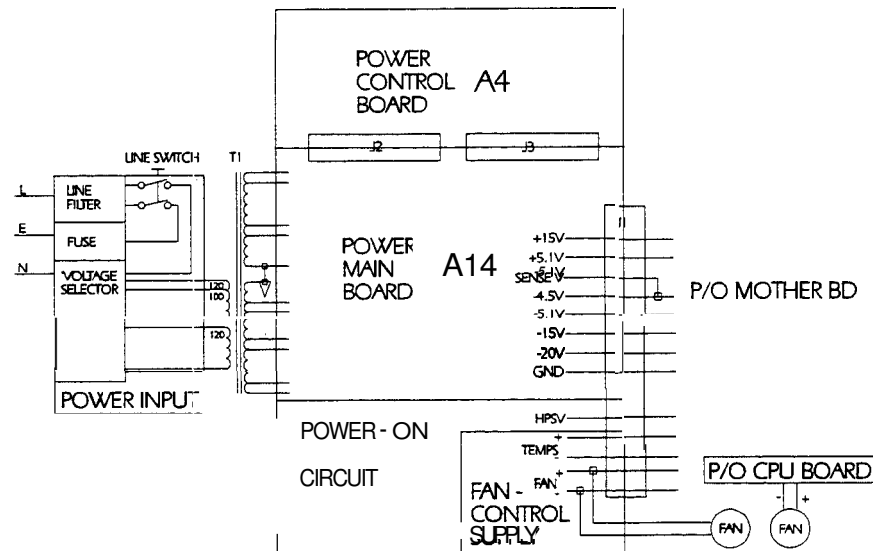 POWER
CONTROL A4
BOARD
J2
J3
LINE SWITCH
T1
L
LINE
FILTER
E
FUSE
N
VOLTAGE
SELECTOR
120
100
120
POWER INPUT
POWER
MAIN A14
BOARD
J1
+15V
+5.1V
-5.1V
SENSE V
-4.5V
-5.1V
-15V
-20V
GND
P/O MOTHER BD
HPSV
+
TEMPS
-
+
FAN
-
POWER - ON
CIRCUIT
FAN -
CONTROL
SUPPLY
P/O CPU BOARD
- +
FAN
FAN